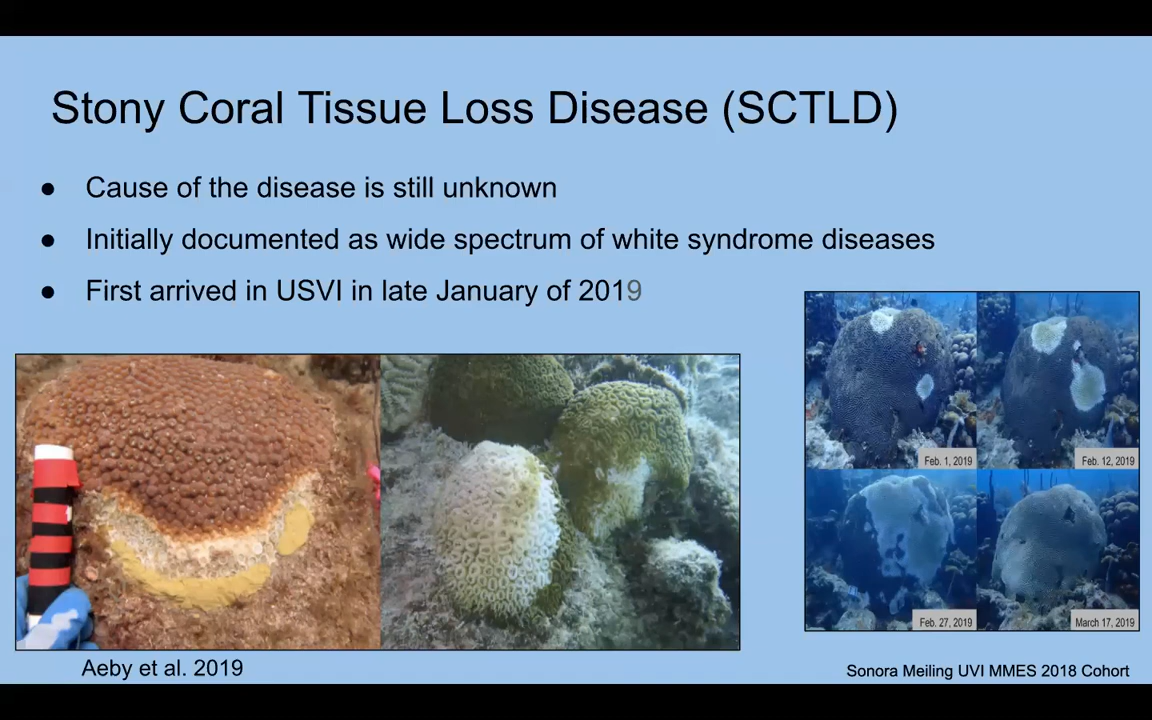 Stony Coral Tissue Loss Disease (SCTLD)
● Cause of the disease is still unknown
● Initially documented as wide spectrum of white syndrome diseases
● First arrived in USVI in late January of 2019
Feb. 1, 2019
Feb. 12, 2019
Feb. 27, 2019
March 17, 2019
Aeby et al. 2019
Sonora Meiling UVI MMES 2018 Cohort